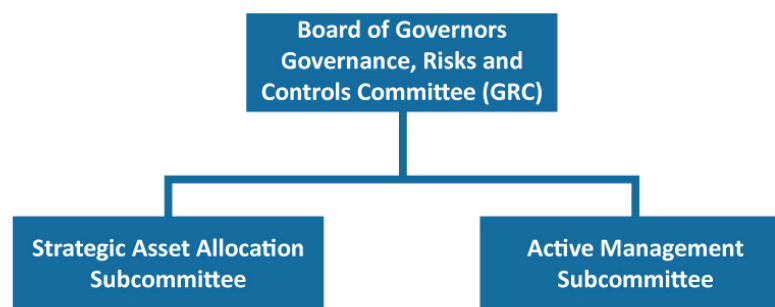 Board of Governors
Governance, Risks and
Controls Committee (GRC)
Strategic Asset Allocation
Subcommittee
Active Management
Subcommittee